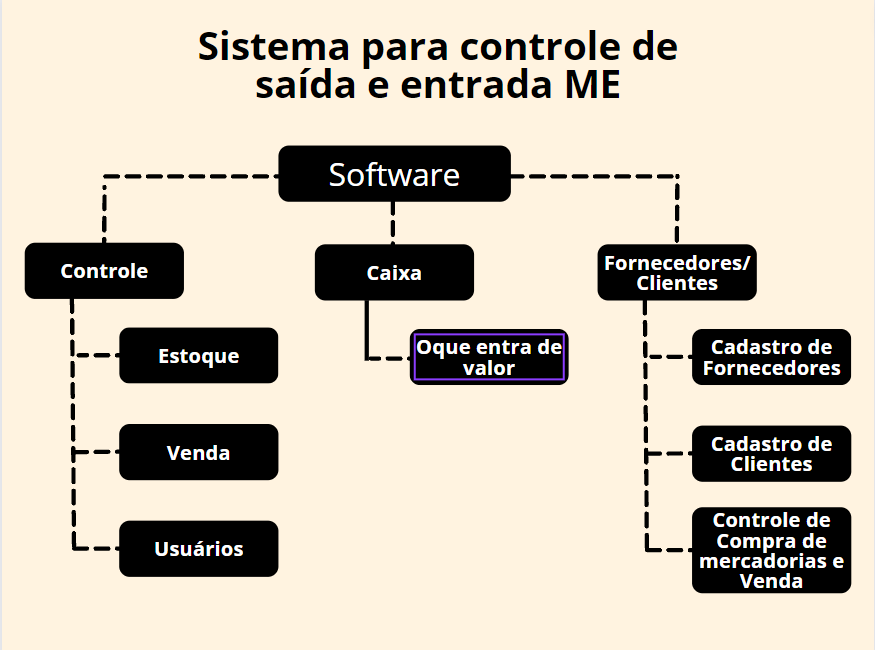 Sistema para controle de
saída e entrada ME
Software
Controle
Caixa
Fornecedores/
Clientes
Estoque
Oque entra de
valor
Cadastro de
Fornecedores
Venda
Cadastro de
Clientes
Usuários
Controle de
Compra de
mercadorias e
Venda